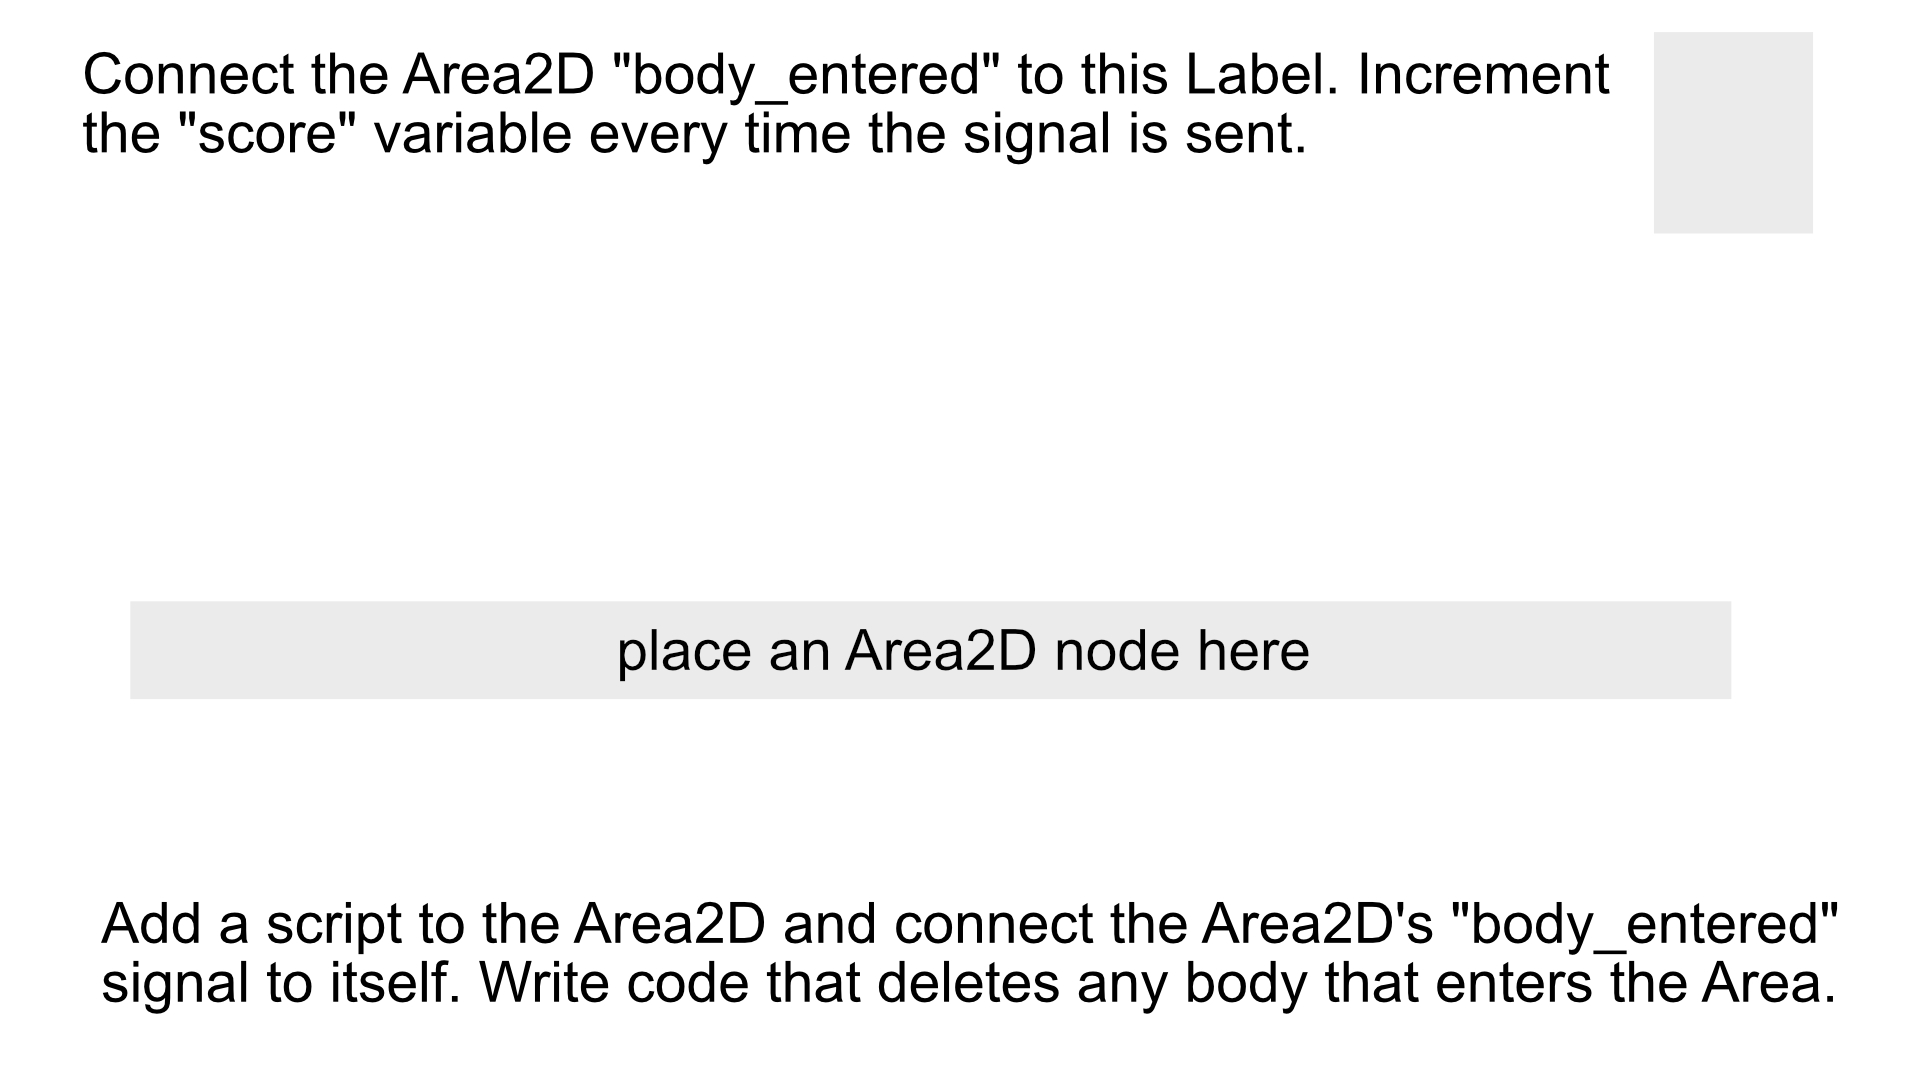 Connect the Area2D "body_entered" to this Label. Increment
the "score" variable every time the signal is sent.
place an Area2D node here
Add a script to the Area2D and connect the Area2D's "body_entered"
signal to itself. Write code that deletes any body that enters the Area.